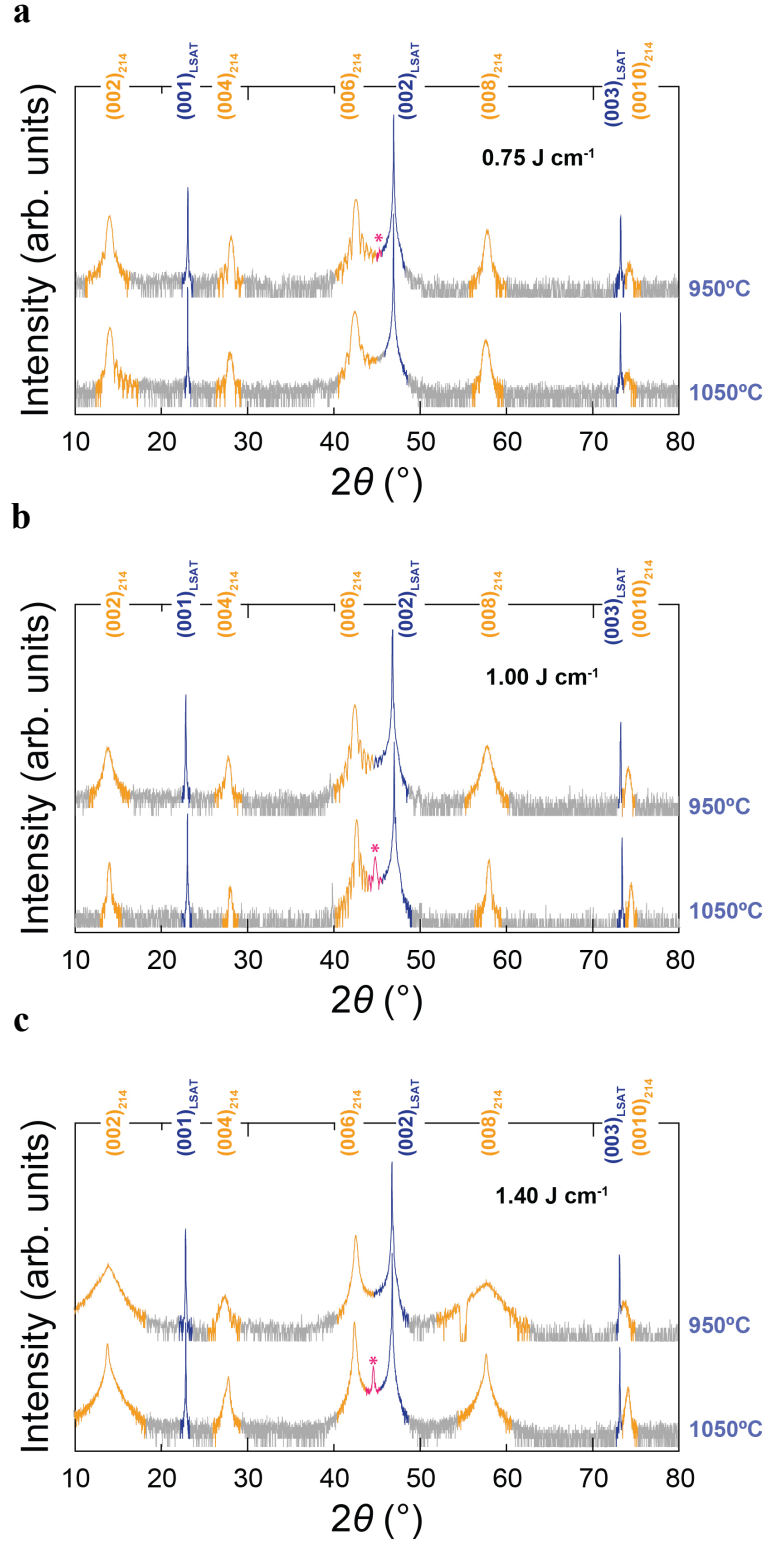 a
(002)214 (001)LSAT (004)214 (006)214 (002)LSAT (008)214 (003)LSAT (0010)214
0.75 J cm-1
Intensity (arb. units)
950ºC
1050ºC
10 20 30 40 50 60 70 80
2θ (°)
*
b
(002)214 (001)LSAT (004)214 (006)214 (002)LSAT (008)214 (003)LSAT (0010)214
1.00 J cm-1
Intensity (arb. units)
950ºC
*
1050ºC
10 20 30 40 50 60 70 80
2θ (°)
c
(002)214 (001)LSAT (004)214 (006)214 (002)LSAT (008)214 (003)LSAT (0010)214
1.40 J cm-1
Intensity (arb. units)
950ºC
*
1050ºC
10 20 30 40 50 60 70 80
2θ (°)